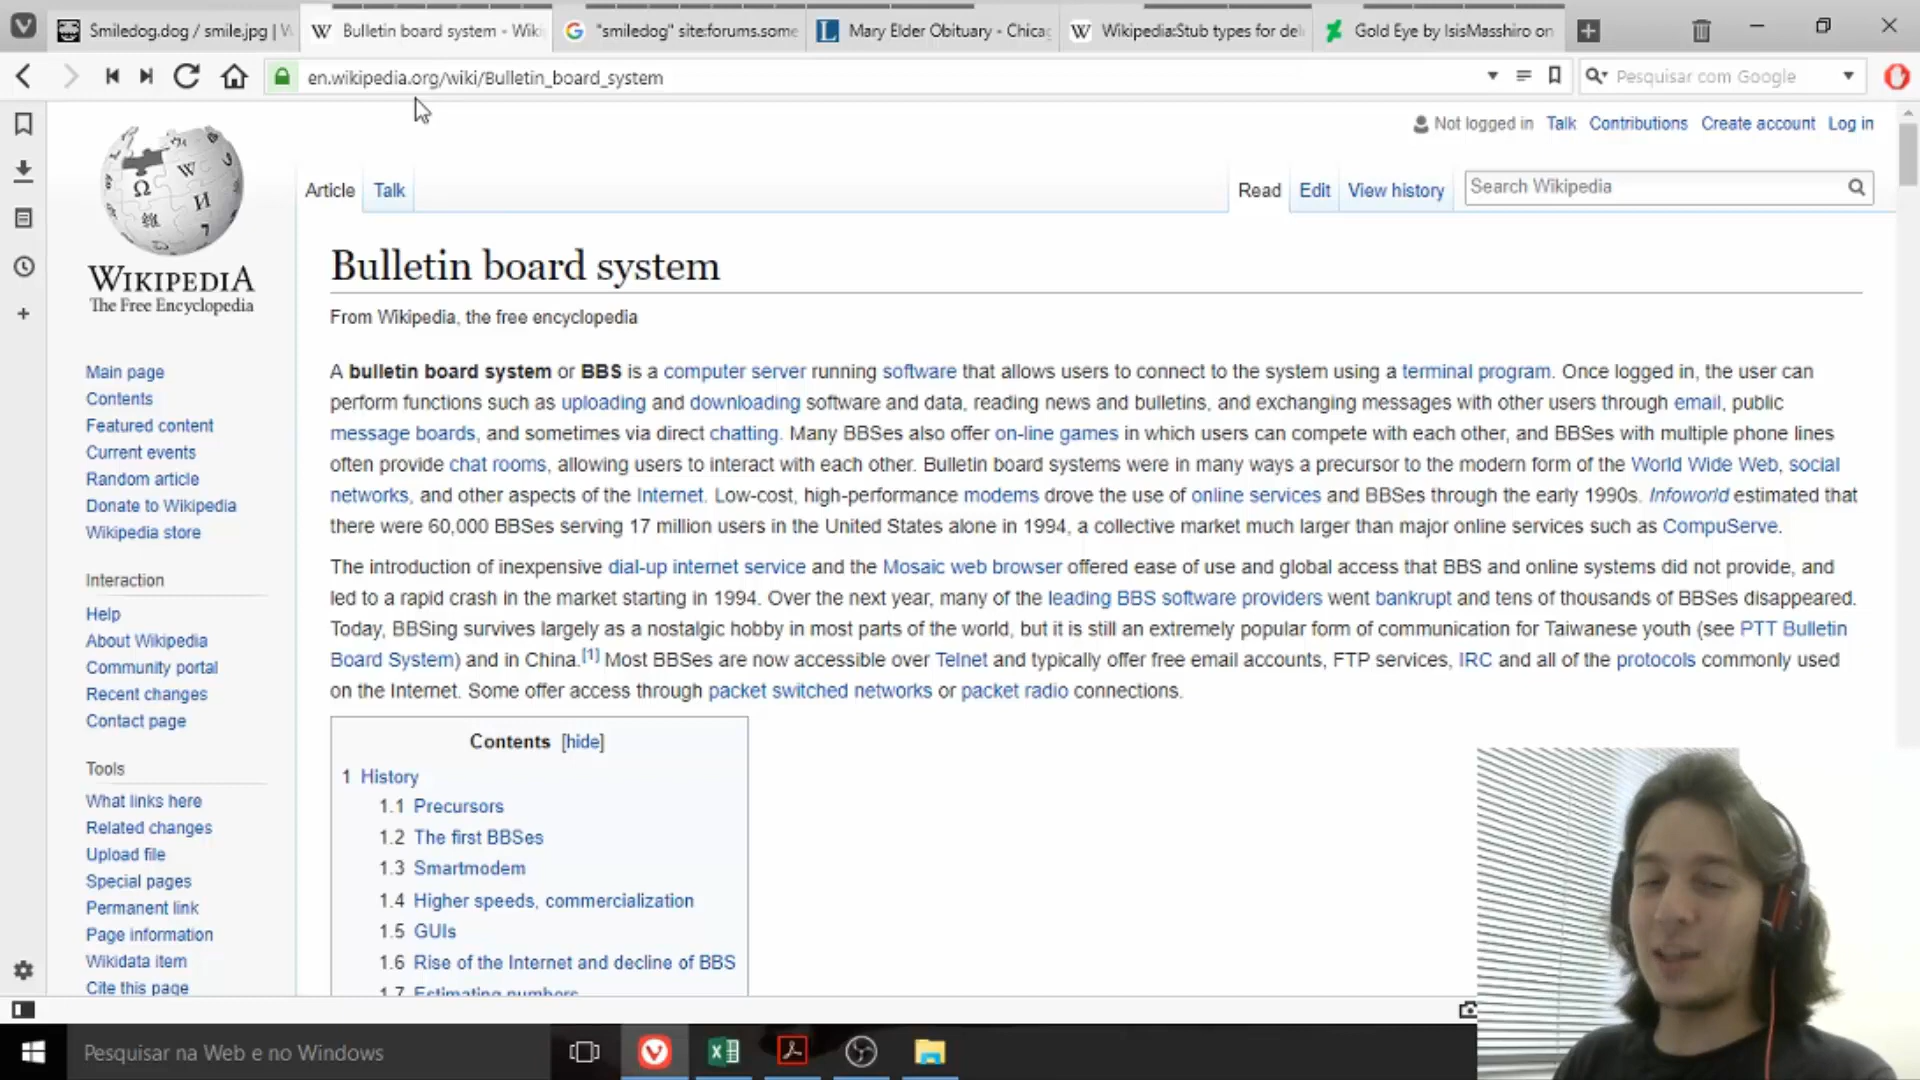 Smiledog.dog / smile.jpg | W
Bulletin board system - Wiki
"smiledog" site:forums.some
Mary Elder Obituary - Chicag
Wikipedia:Stub types for del
Gold Eye by IsisMasshiro on
en.wikipedia.org/wiki/Bulletin_board_system
Pesquisar com Google
Not logged in Talk Contributions Create account Log in
Article Talk Read Edit View history Search Wikipedia
WIKIPEDIA
The Free Encyclopedia
Bulletin board system
From Wikipedia, the free encyclopedia
A bulletin board system or BBS is a computer server running software that allows users to connect to the system using a terminal program. Once logged in, the user can
perform functions such as uploading and downloading software and data, reading news and bulletins, and exchanging messages with other users through email, public
message boards, and sometimes via direct chatting. Many BBSes also offer on-line games in which users can compete with each other, and BBSes with multiple phone lines
often provide chat rooms, allowing users to interact with each other. Bulletin board systems were in many ways a precursor to the modern form of the World Wide Web, social
networks, and other aspects of the Internet. Low-cost, high-performance modems drove the use of online services and BBSes through the early 1990s. Infoworld estimated that
there were 60,000 BBSes serving 17 million users in the United States alone in 1994, a collective market much larger than major online services such as CompuServe.
The introduction of inexpensive dial-up internet service and the Mosaic web browser offered ease of use and global access that BBS and online systems did not provide, and
led to a rapid crash in the market starting in 1994. Over the next year, many of the leading BBS software providers went bankrupt and tens of thousands of BBSes disappeared.
Today, BBSing survives largely as a nostalgic hobby in most parts of the world, but it is still an extremely popular form of communication for Taiwanese youth (see PTT Bulletin
Board System) and in China.[1] Most BBSes are now accessible over Telnet and typically offer free email accounts, FTP services, IRC and all of the protocols commonly used
on the Internet. Some offer access through packet switched networks or packet radio connections.
Main page
Contents
Featured content
Current events
Random article
Donate to Wikipedia
Wikipedia store
Interaction
Help
About Wikipedia
Community portal
Recent changes
Contact page
Tools
What links here
Related changes
Upload file
Special pages
Permanent link
Page information
Wikidata item
Cite this page
Contents [hide]
1 History
1.1 Precursors
1.2 The first BBSes
1.3 Smartmodem
1.4 Higher speeds, commercialization
1.5 GUIs
1.6 Rise of the Internet and decline of BBS
1.7 Estimating numbers
Pesquisar na Web e no Windows